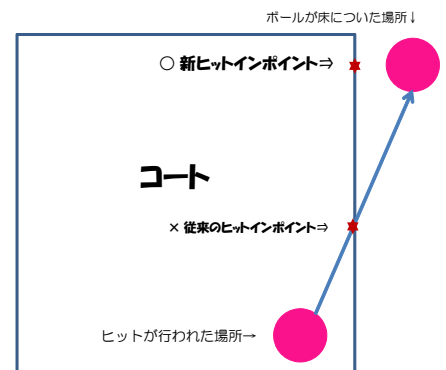 ボールが床についた場所↓
○ 新ヒットインポイント⇒
コート
× 従来のヒットインポイント⇒
ヒットが行われた場所→